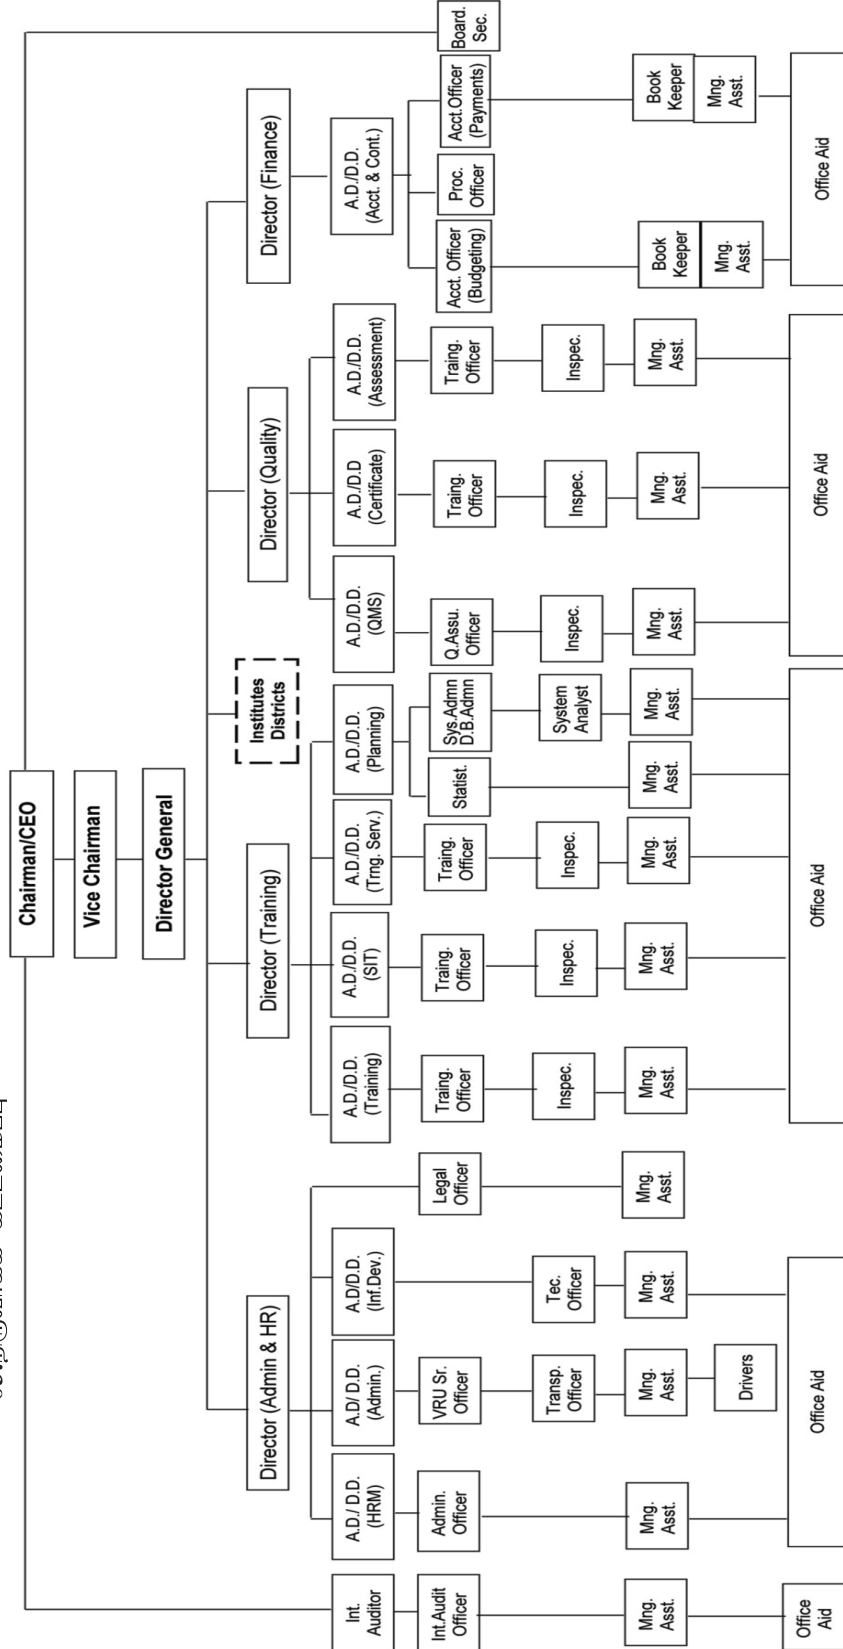 Chairman/CEO
Vice Chairman
Director General
Director (Admin & HR)
Director (Training)
Institutes
Districts
Director (Quality)
Director (Finance)
Int.
Auditor
A.D./ D.D.
(HRM)
A.D/ D.D.
(Admin.)
A.D/D.D.
(Inf.Dev.)
A.D./D.D.
(Training)
A.D./D.D.
(SIT)
A.D./D.D.
(Trng. Serv.)
A.D./D.D.
(Planning)
A.D./D.D.
(QMS)
A.D./D.D
(Certificate)
A.D./D.D.
(Assessment)
A.D./D.D.
(Acct. & Cont.)
Int.Audit
Officer
Admin.
Officer
VRU Sr.
Officer
Legal
Officer
Traing.
Officer
Traing.
Officer
Traing.
Officer
Statist.
Sys.Admn
D.B.Admn
Q.Assu.
Officer
Traing.
Officer
Traing.
Officer
Acct. Officer
(Budgeting)
Proc.
Officer
Acct.Officer
(Payments)
Board.
Sec.
Transp.
Officer
Tec.
Officer
Inspec.
Inspec.
Inspec.
System
Analyst
Inspec.
Inspec.
Inspec.
Mng.
Asst.
Mng.
Asst.
Mng.
Asst.
Mng.
Asst.
Mng.
Asst.
Mng.
Asst.
Mng.
Asst.
Mng.
Asst.
Mng.
Asst.
Mng.
Asst.
Mng.
Asst.
Mng.
Asst.
Mng.
Asst.
Book
Keeper
Book
Keeper
Drivers
Mng.
Asst.
Mng.
Asst.
Office
Aid
Office Aid
Office Aid
Office Aid
Office Aid